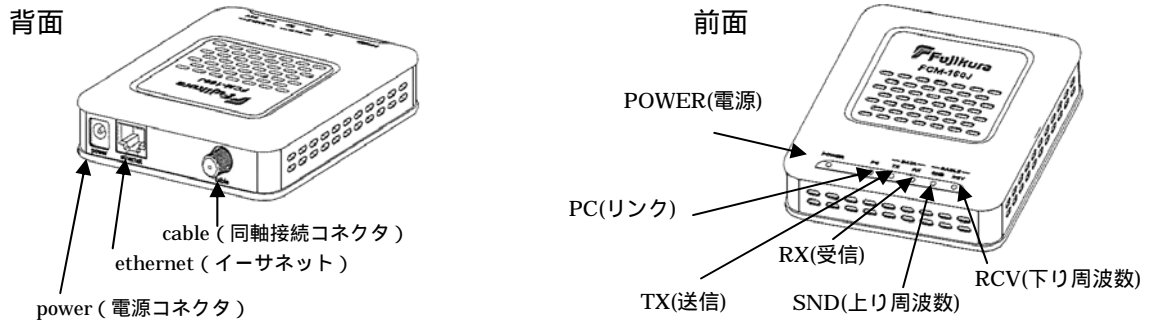 背面
前面
Fujikura
FCM-160J
POWER(電源)
PC(リンク)
TX(送信)
RX(受信)
SND(上り周波数)
RCV(下り周波数)
cable（同軸接続コネクタ）
ethernet（イーサネット）
power（電源コネクタ）